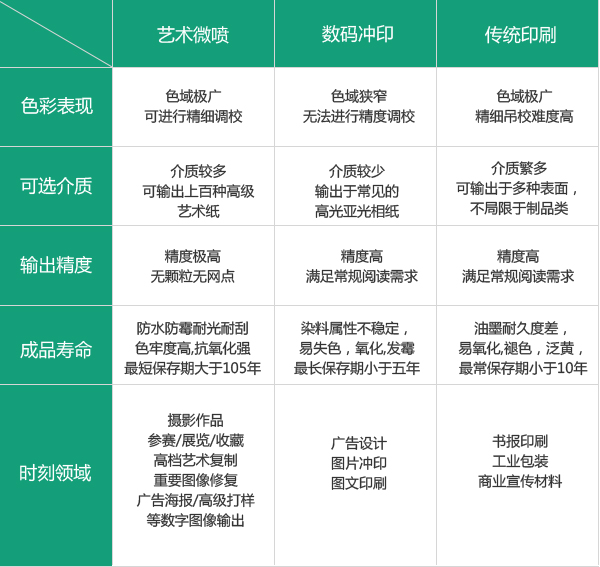 艺术微喷
数码冲印
传统印刷
色彩表现
色域极广
可进行精细调校
色域狭窄
无法进行精度调校
色域极广
精细吊校难度高
可选介质
介质较多
可输出上百种高级
艺术纸
介质较少
输出于常见的
高光亚光相纸
介质繁多
可输出于多种表面，
不局限于制品类
输出精度
精度极高
无颗粒无网点
精度高
满足常规阅读需求
精度高
满足常规阅读需求
成品寿命
防水防霉耐光耐刮
色牢度高,抗氧化强
最短保存期大于105年
染料属性不稳定，
易失色，氧化,发霉
最长保存期小于五年
油墨耐久度差，
易氧化,褪色，泛黄，
最常保存期小于10年
时刻领域
摄影作品
参赛/展览/收藏
高档艺术复制
重要图像修复
广告海报/高级打样
等数字图像输出
广告设计
图片冲印
图文印刷
书报印刷
工业包装
商业宣传材料